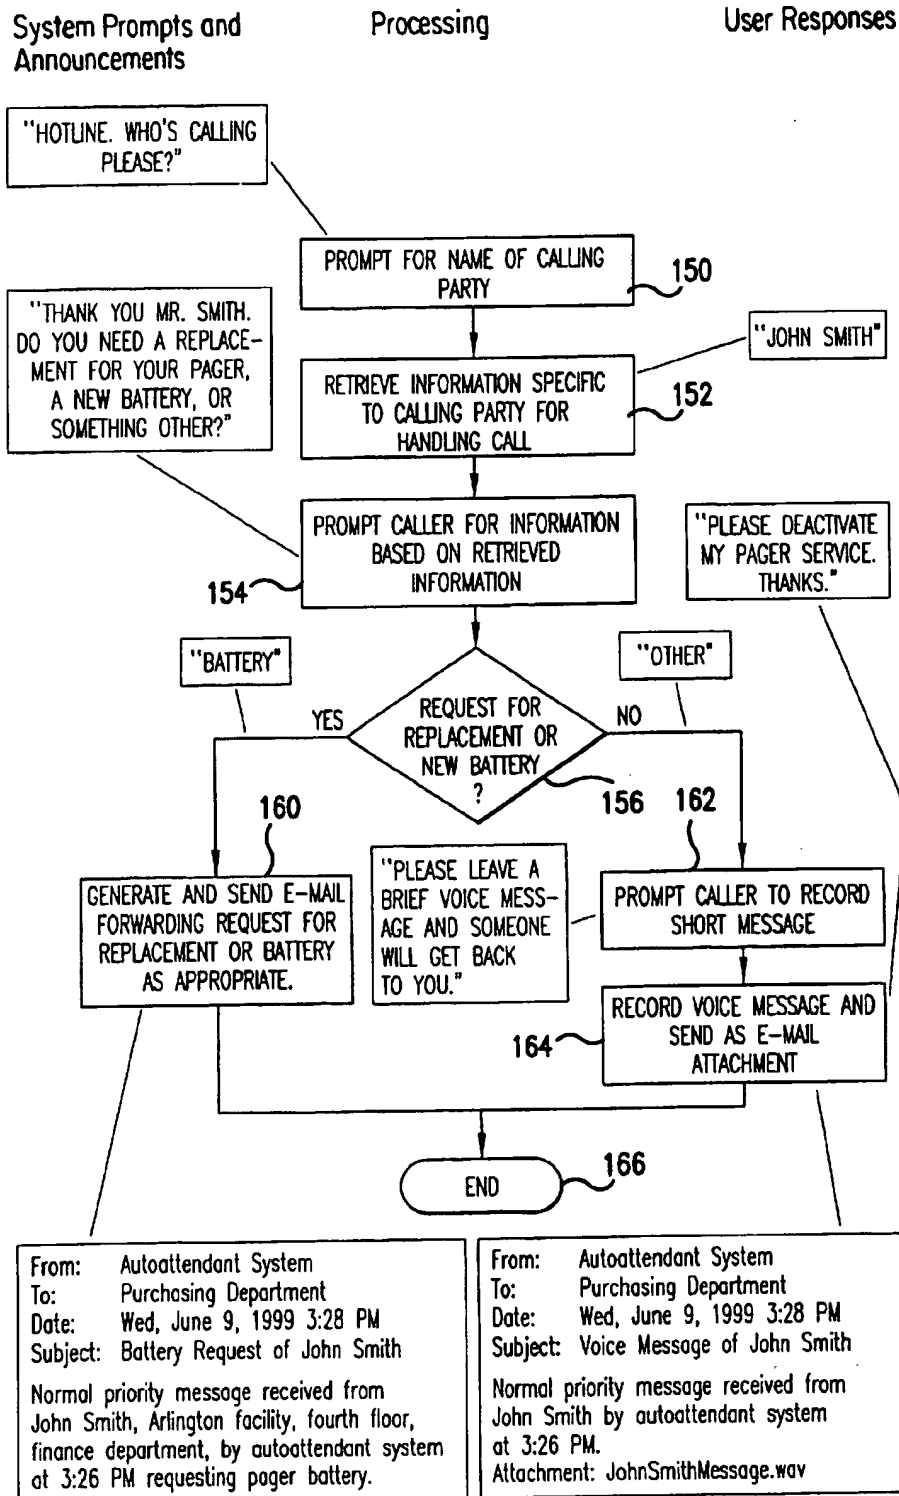 System Prompts and
Announcements
Processing
User Responses
"HOTLINE. WHO'S CALLING
PLEASE?"
PROMPT FOR NAME OF CALLING
PARTY
150
"THANK YOU MR. SMITH.
DO YOU NEED A REPLACE-
MENT FOR YOUR PAGER,
A NEW BATTERY, OR
SOMETHING OTHER?"
"JOHN SMITH"
RETRIEVE INFORMATION SPECIFIC
TO CALLING PARTY FOR
HANDLING CALL
152
PROMPT CALLER FOR INFORMATION
BASED ON RETRIEVED
INFORMATION
154
"PLEASE DEACTIVATE
MY PAGER SERVICE.
THANKS."
"BATTERY"
"OTHER"
YES
REQUEST FOR
REPLACEMENT OR
NEW BATTERY
?
NO
156
160
162
GENERATE AND SEND E-MAIL
FORWARDING REQUEST FOR
REPLACEMENT OR BATTERY
AS APPROPRIATE.
"PLEASE LEAVE A
BRIEF VOICE MESS-
AGE AND SOMEONE
WILL GET BACK
TO YOU."
PROMPT CALLER TO RECORD
SHORT MESSAGE
RECORD VOICE MESSAGE AND
SEND AS E-MAIL
ATTACHMENT
164
END
166
From: Autoattendant System
To: Purchasing Department
Date: Wed, June 9, 1999 3:28 PM
Subject: Battery Request of John Smith
Normal priority message received from
John Smith, Arlington facility, fourth floor,
finance department, by autoattendant system
at 3:26 PM requesting pager battery.
From: Autoattendant System
To: Purchasing Department
Date: Wed, June 9, 1999 3:28 PM
Subject: Voice Message of John Smith
Normal priority message received from
John Smith by autoattendant system
at 3:26 PM.
Attachment: JohnSmithMessage.wav